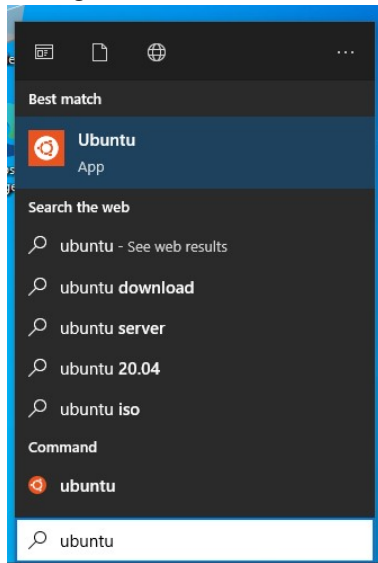 Best match
Ubuntu
App
Search the web
ubuntu - See web results
ubuntu download
ubuntu server
ubuntu 20.04
ubuntu iso
Command
ubuntu
ubuntu